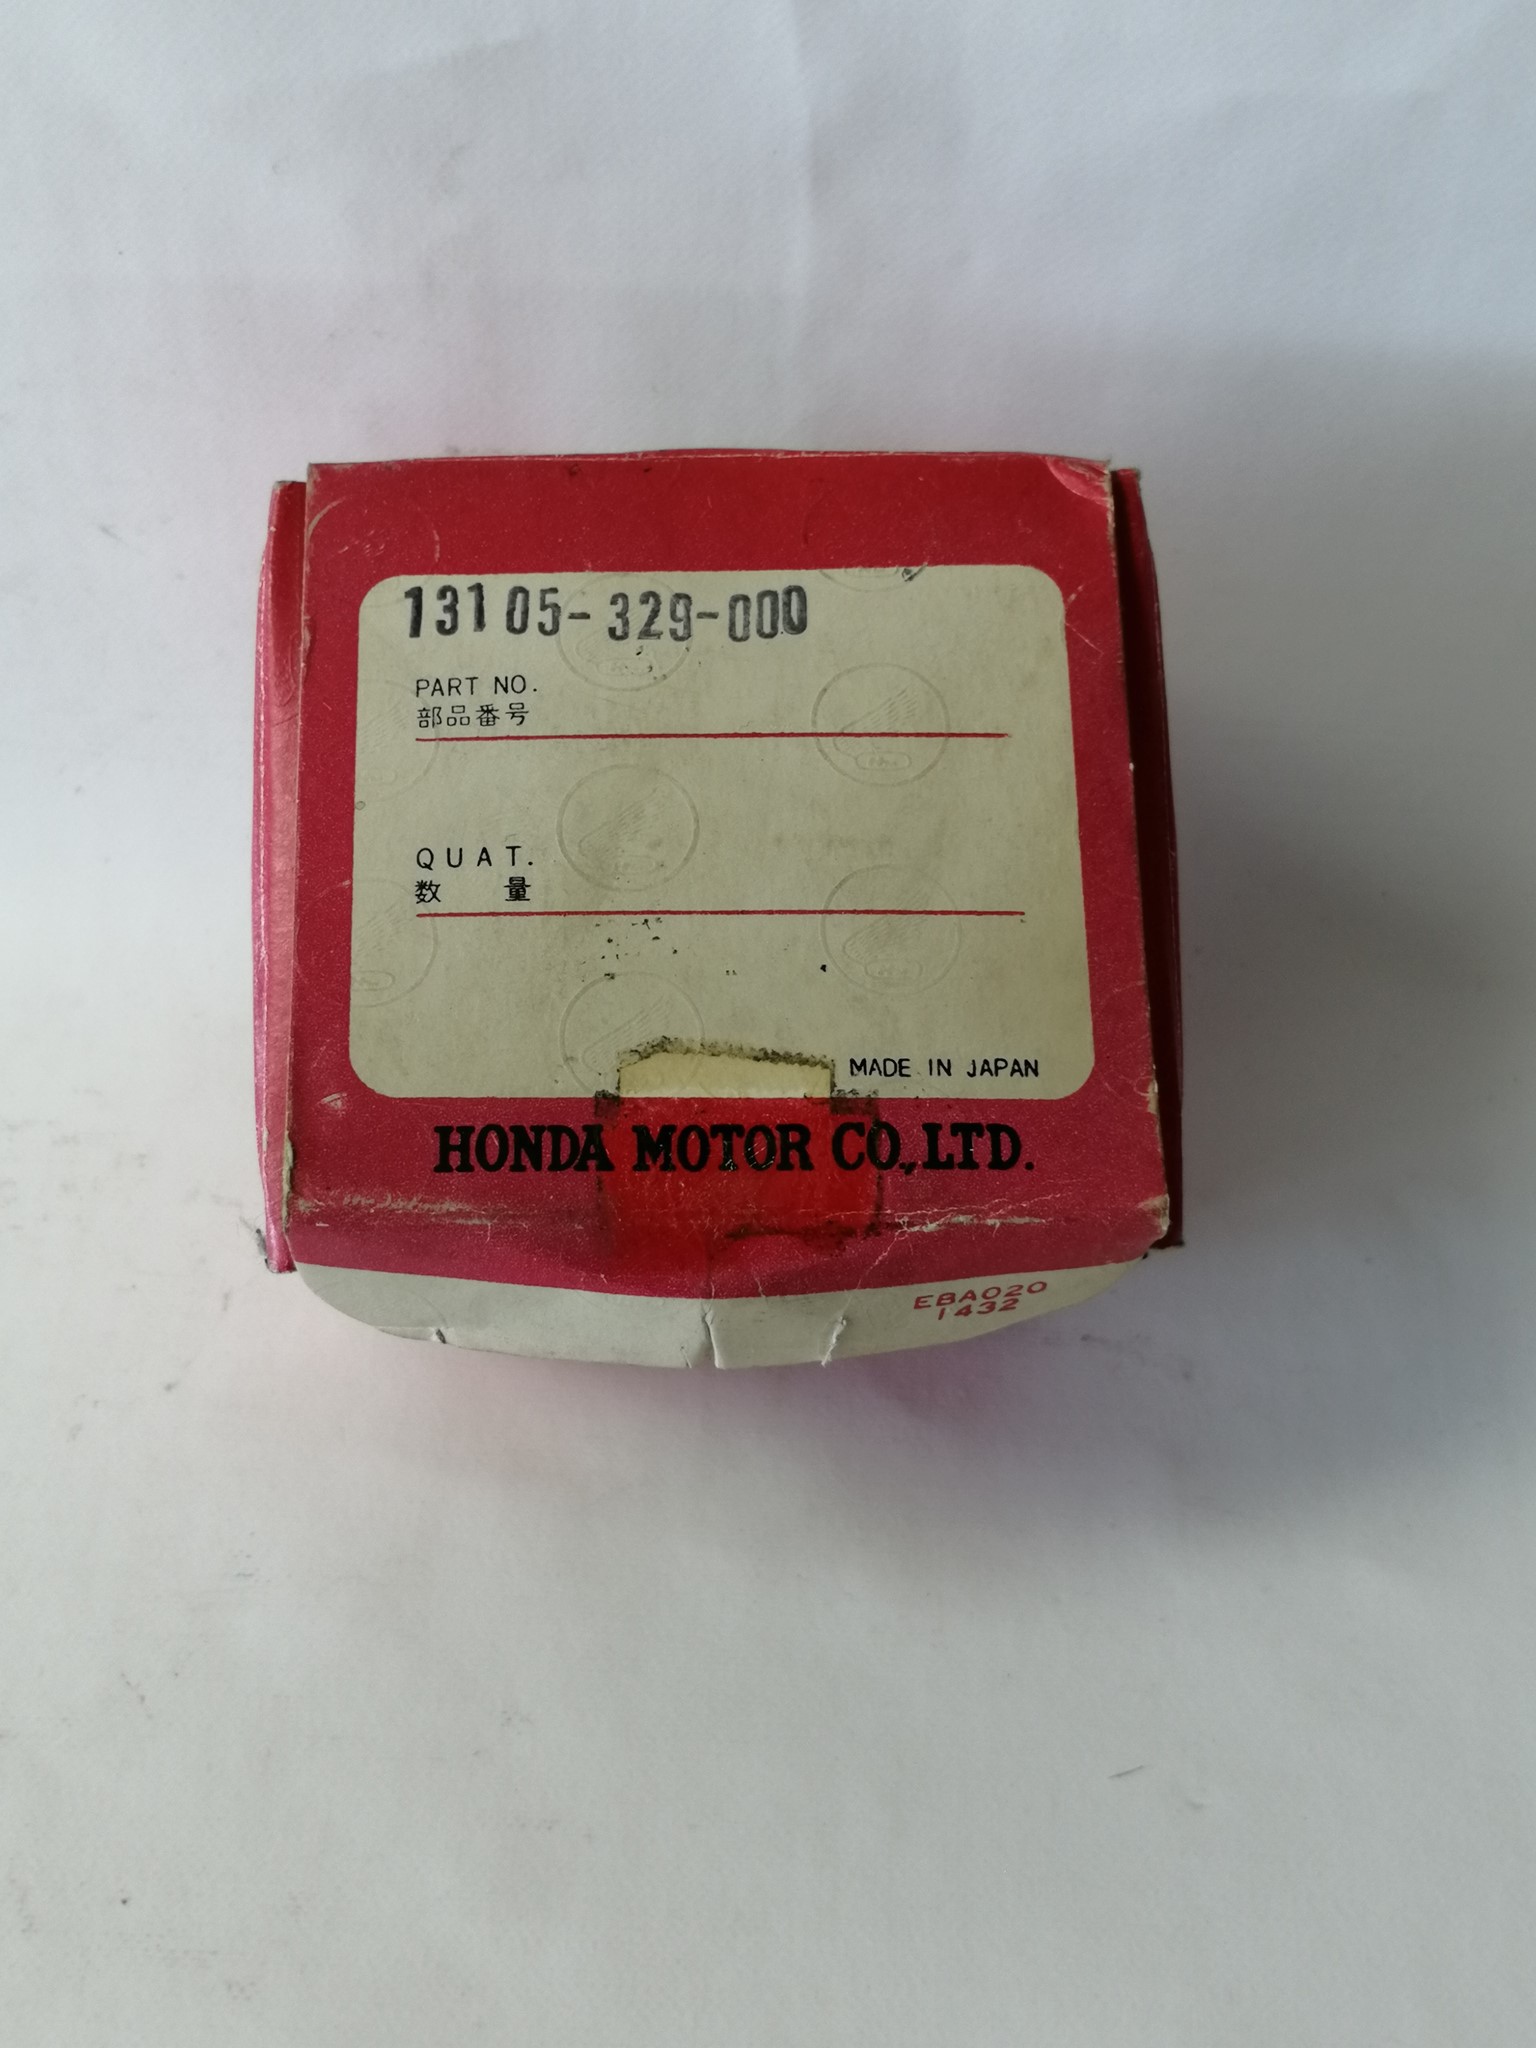 13105-329-000
PART NO.
部品番号
QUAT.
数 量
MADE IN JAPAN
HONDA MOTOR CO., LTD.
EBA020
1432